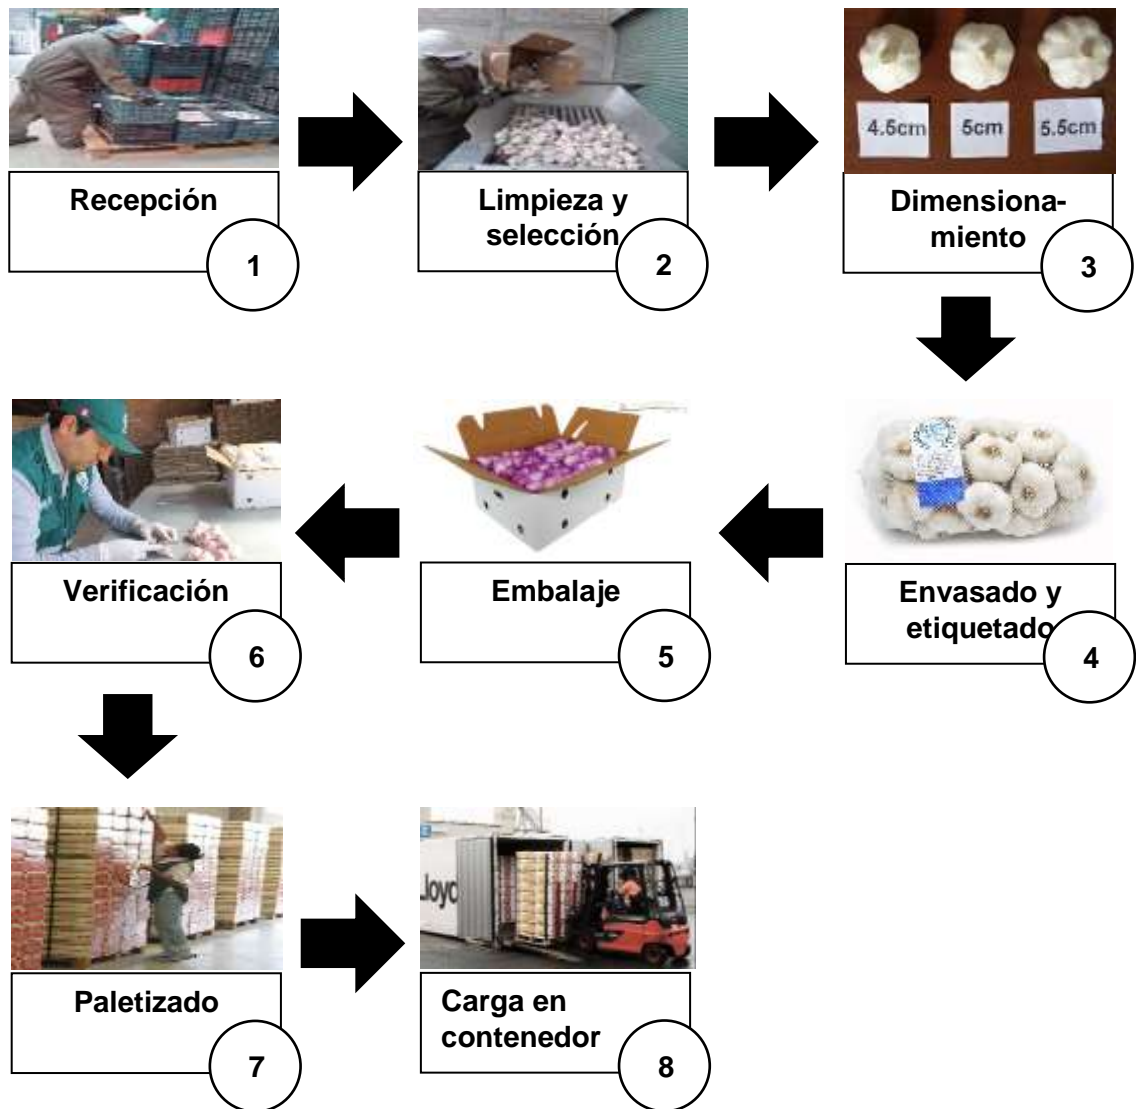 4.5cm
5cm
5.5cm
Recepción
1
Limpieza y
selección
2
Dimensiona-
miento
3
Envasado y
etiquetado
4
Embalaje
5
Verificación
6
Paletizado
7
Lloyd
Carga en
contenedor
8